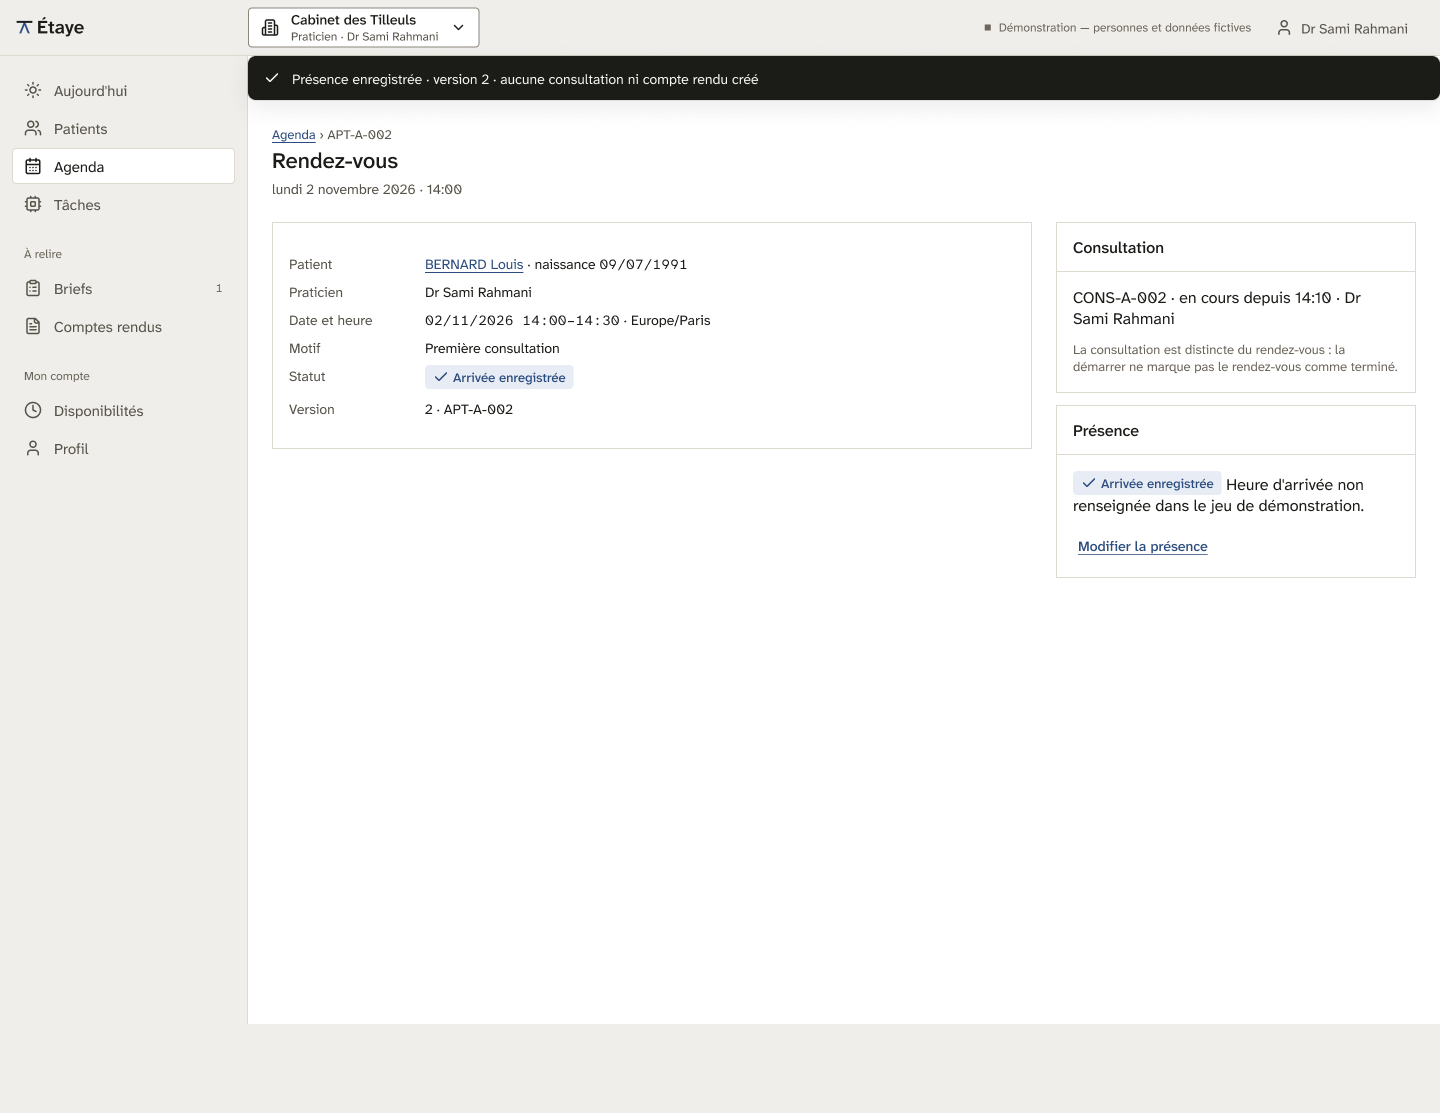 Étaye
Cabinet des Tilleuls
Praticien · Dr Sami Rahmani
Démonstration — personnes et données fictives
Dr Sami Rahmani
Aujourd'hui
Patients
Agenda
Tâches
À relire
Briefs 1
Comptes rendus
Mon compte
Disponibilités
Profil
Présence enregistrée · version 2 · aucune consultation ni compte rendu créé
Agenda › APT-A-002
Rendez-vous
lundi 2 novembre 2026 · 14:00
Patient BERNARD Louis · naissance 09/07/1991
Praticien Dr Sami Rahmani
Date et heure 02/11/2026 14:00–14:30 · Europe/Paris
Motif Première consultation
Statut Arrivée enregistrée
Version 2 · APT-A-002
Consultation
CONS-A-002 · en cours depuis 14:10 · Dr
Sami Rahmani
La consultation est distincte du rendez-vous : la
démarrer ne marque pas le rendez-vous comme terminé.
Présence
Arrivée enregistrée Heure d'arrivée non
renseignée dans le jeu de démonstration.
Modifier la présence